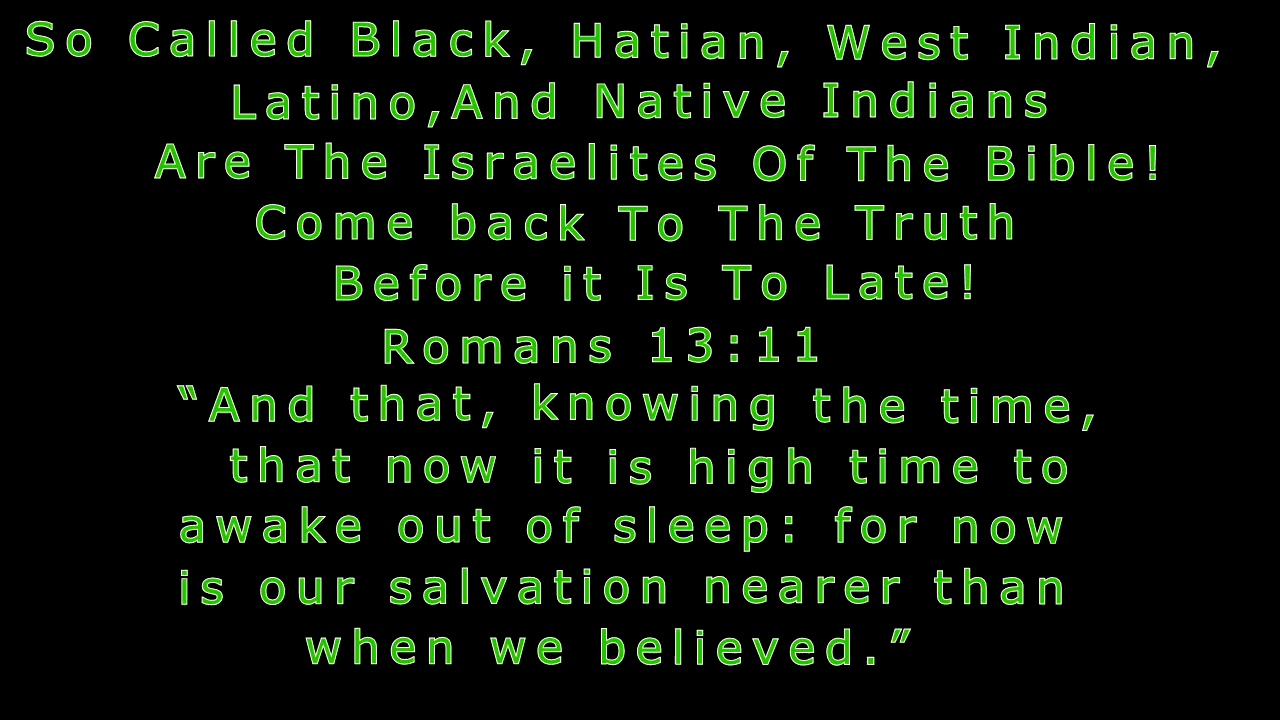 So Called Black, Hatian, West Indian,
Latino,And Native Indians
Are The Israelites Of The Bible!
Come back To The Truth
Before it Is To Late!
Romans 13:11
“And that, knowing the time,
that now it is high time to
awake out of sleep: for now
is our salvation nearer than
when we believed.”